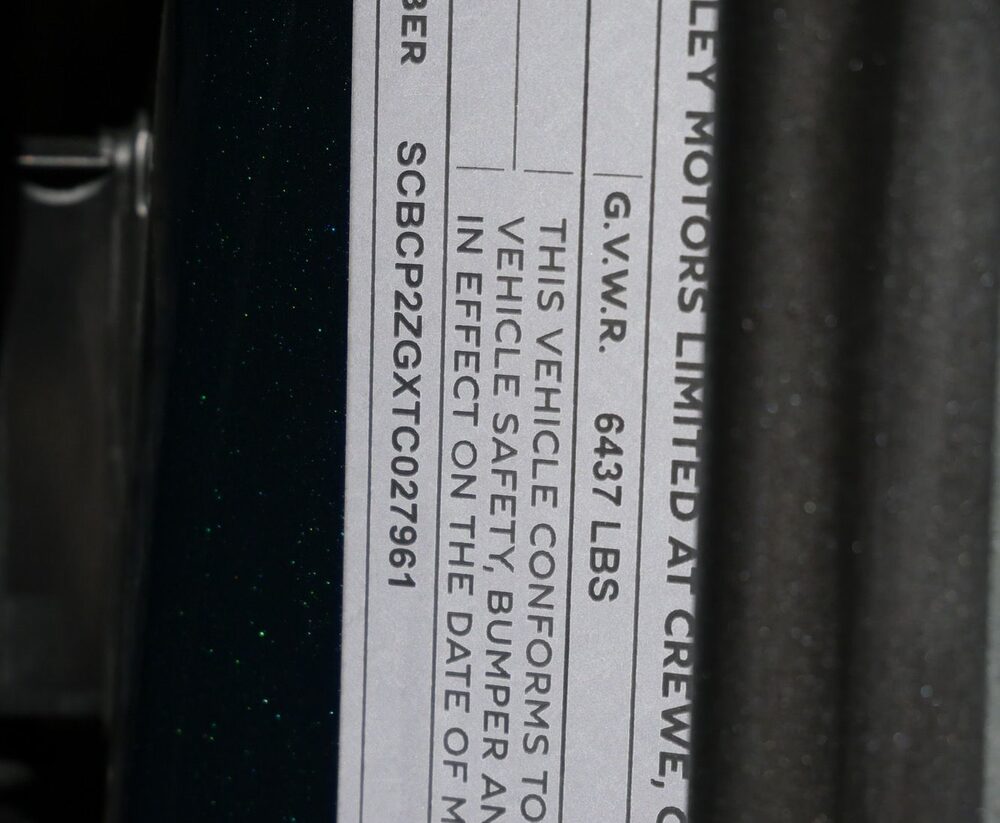 LEY MOTORS LIMITED AT CREWE, C
G.V.W.R. 6437 LBS
THIS VEHICLE CONFORMS TO
VEHICLE SAFETY, BUMPER AN
IN EFFECT ON THE DATE OF M
BER SCBCP2ZGXTC027961